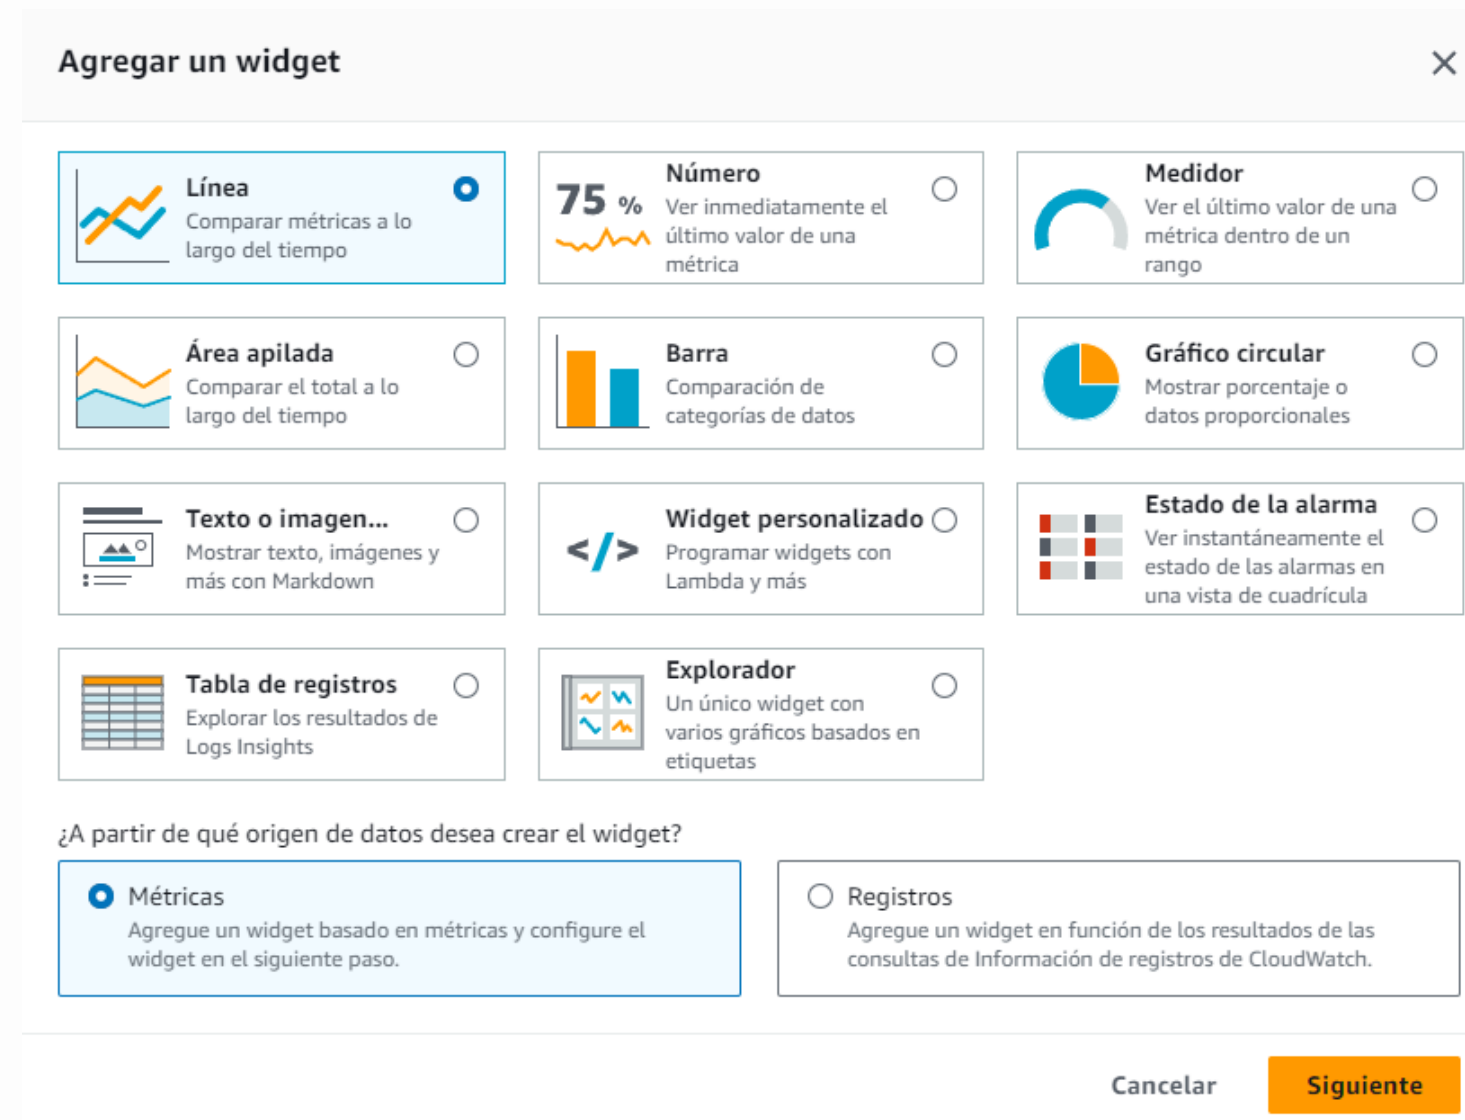 Agregar un widget
Línea
Comparar métricas a lo
largo del tiempo
75 %
Número
Ver inmediatamente el
último valor de una
métrica
Medidor
Ver el último valor de una
métrica dentro de un
rango
Área apilada
Comparar el total a lo
largo del tiempo
Barra
Comparación de
categorías de datos
Gráfico circular
Mostrar porcentaje o
datos proporcionales
Texto o imagen...
Mostrar texto, imágenes y
más con Markdown
</>
Widget personalizado
Programar widgets con
Lambda y más
Estado de la alarma
Ver instantáneamente el
estado de las alarmas en
una vista de cuadrícula
Tabla de registros
Explorar los resultados de
Logs Insights
Explorador
Un único widget con
varios gráficos basados en
etiquetas
¿A partir de qué origen de datos desea crear el widget?
Métricas
Agregue un widget basado en métricas y configure el
widget en el siguiente paso.
Registros
Agregue un widget en función de los resultados de las
consultas de Información de registros de CloudWatch.
Cancelar
Siguiente